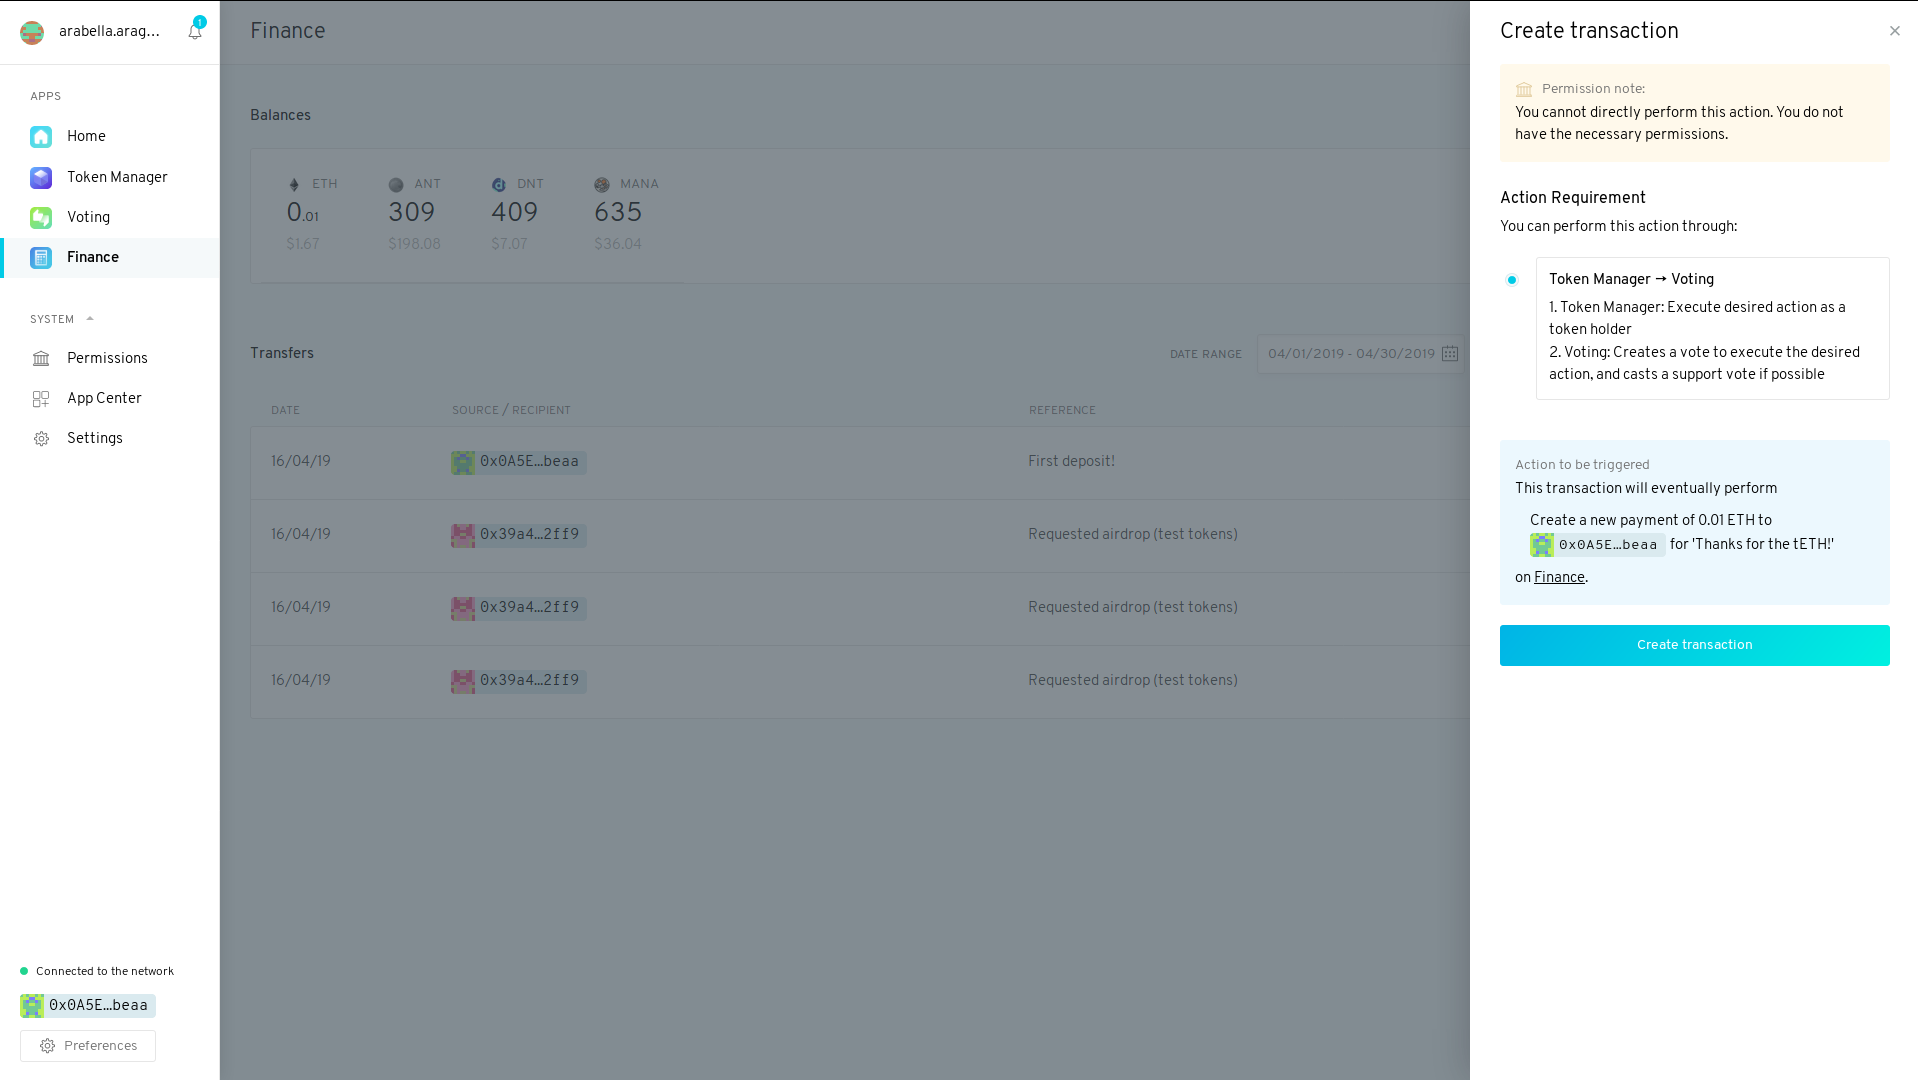 arabella.arag...
1
APPS
Home
Token Manager
Voting
Finance
SYSTEM
Permissions
App Center
Settings
Connected to the network
0x0A5E…beaa
Preferences
Finance
Balances
ETH
0.01
$1.67
ANT
309
$198.08
DNT
409
$7.07
MANA
635
$36.04
Transfers
DATE RANGE
04/01/2019 - 04/30/2019
DATE SOURCE / RECIPIENT REFERENCE
16/04/19 0x0A5E…beaa First deposit!
16/04/19 0x39a4…2ff9 Requested airdrop (test tokens)
16/04/19 0x39a4…2ff9 Requested airdrop (test tokens)
16/04/19 0x39a4…2ff9 Requested airdrop (test tokens)
Create transaction
Permission note:
You cannot directly perform this action. You do not
have the necessary permissions.
Action Requirement
You can perform this action through:
Token Manager → Voting
1. Token Manager: Execute desired action as a
token holder
2. Voting: Creates a vote to execute the desired
action, and casts a support vote if possible
Action to be triggered
This transaction will eventually perform
Create a new payment of 0.01 ETH to
0x0A5E…beaa for 'Thanks for the tETH!'
on Finance.
Create transaction